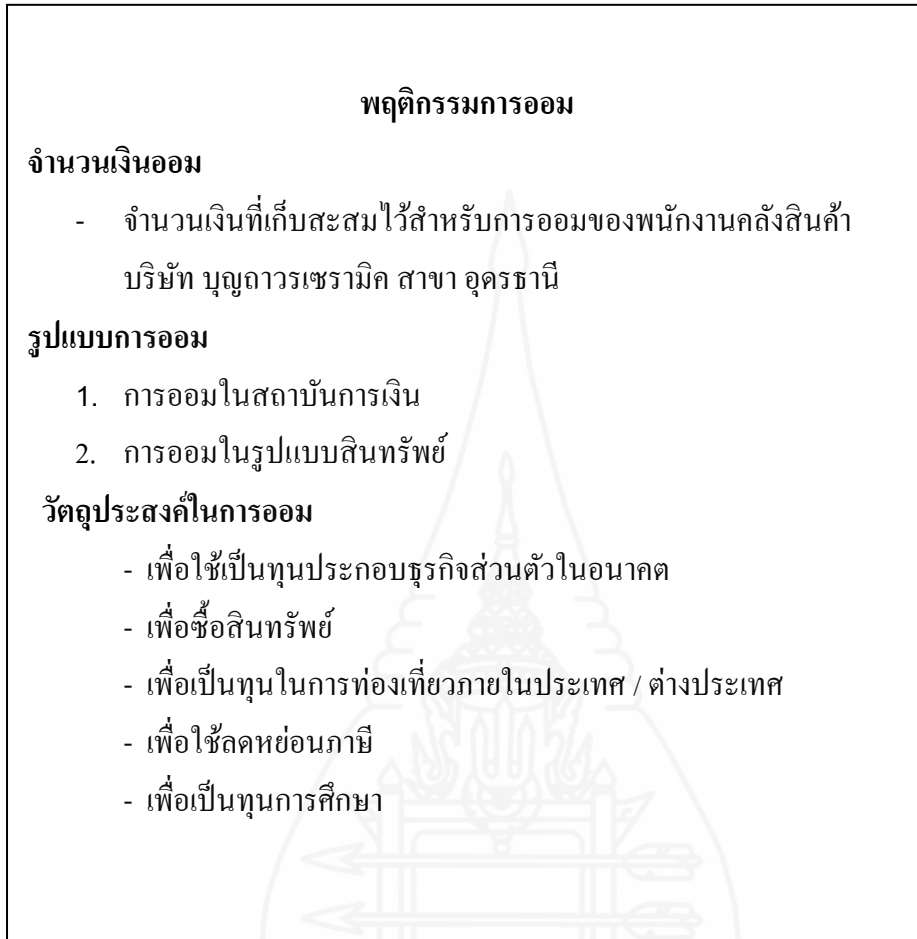 พฤติกรรมการออม
จำนวนเงินออม
- จำนวนเงินที่เก็บสะสมไว้สำหรับการออมของพนักงานคลังสินค้า
บริษัท บุญถาวรเซรามิค สาขา อุดรธานี
รูปแบบการออม
1. การออมในสถาบันการเงิน
2. การออมในรูปแบบสินทรัพย์
วัตถุประสงค์ในการออม
- เพื่อใช้เป็นทุนประกอบธุรกิจส่วนตัวในอนาคต
- เพื่อซื้อสินทรัพย์
- เพื่อเป็นทุนในการท่องเที่ยวภายในประเทศ / ต่างประเทศ
- เพื่อใช้ลดหย่อนภาษี
- เพื่อเป็นทุนการศึกษา